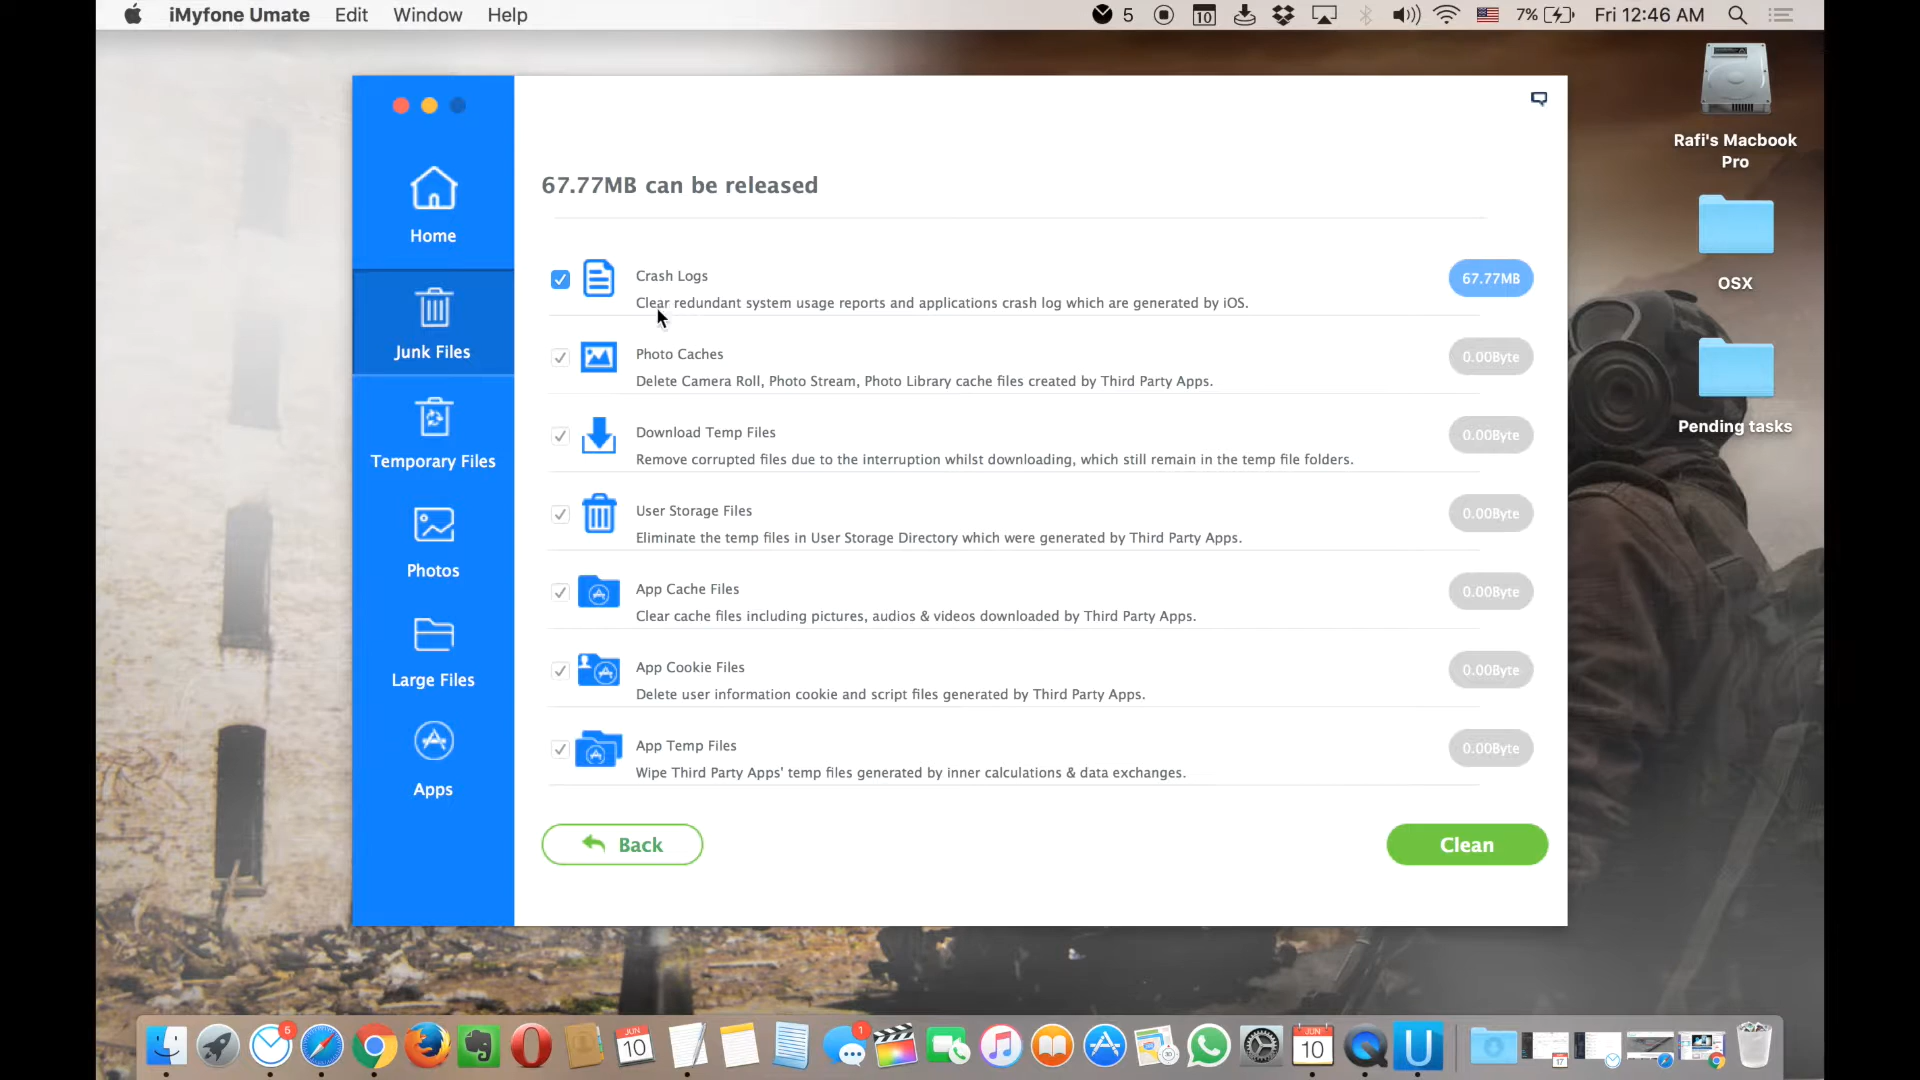 iMyfone Umate Edit Window Help 5 10 7% Fri 12:46 AM
Rafi's Macbook
Pro
OSX
Pending tasks
Home
Junk Files
Temporary Files
Photos
Large Files
Apps
67.77MB can be released
Crash Logs
Clear redundant system usage reports and applications crash log which are generated by iOS.
67.77MB
Photo Caches
Delete Camera Roll, Photo Stream, Photo Library cache files created by Third Party Apps.
0.00Byte
Download Temp Files
Remove corrupted files due to the interruption whilst downloading, which still remain in the temp file folders.
0.00Byte
User Storage Files
Eliminate the temp files in User Storage Directory which were generated by Third Party Apps.
0.00Byte
App Cache Files
Clear cache files including pictures, audios & videos downloaded by Third Party Apps.
0.00Byte
App Cookie Files
Delete user information cookie and script files generated by Third Party Apps.
0.00Byte
App Temp Files
Wipe Third Party Apps' temp files generated by inner calculations & data exchanges.
0.00Byte
Back
Clean
JUN
10
1
JUN
10
U
17